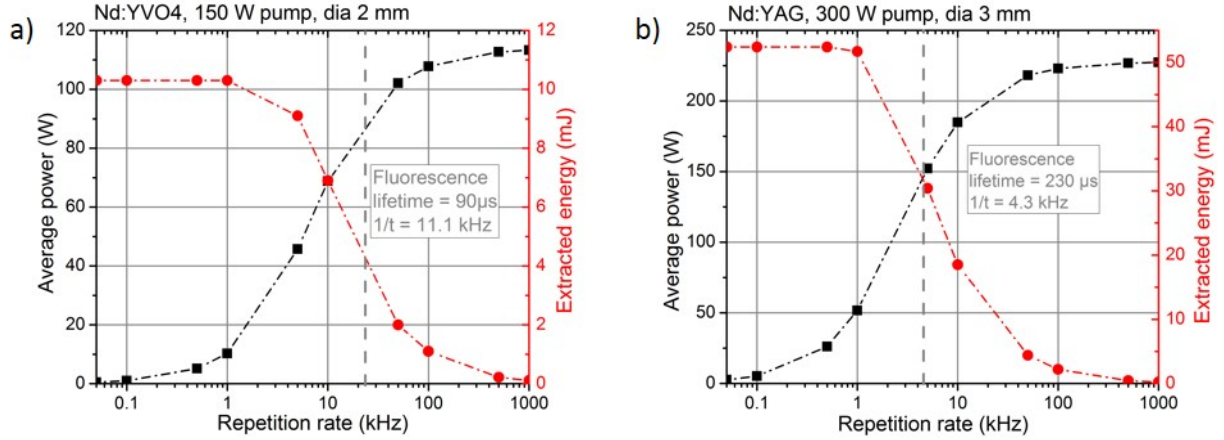 a)
Nd:YVO4, 150 W pump, dia 2 mm
120
100
80
60
40
20
0
Average power (W)
12
10
8
6
4
2
0
Extracted energy (mJ)
Fluorescence
lifetime = 90μs
1/t = 11.1 kHz
0.1
1
10
100
1000
Repetition rate (kHz)
b)
Nd:YAG, 300 W pump, dia 3 mm
250
200
150
100
50
0
Average power (W)
50
40
30
20
10
0
Extracted energy (mJ)
Fluorescence
lifetime = 230 μs
1/t = 4.3 kHz
0.1
1
10
100
1000
Repetition rate (kHz)